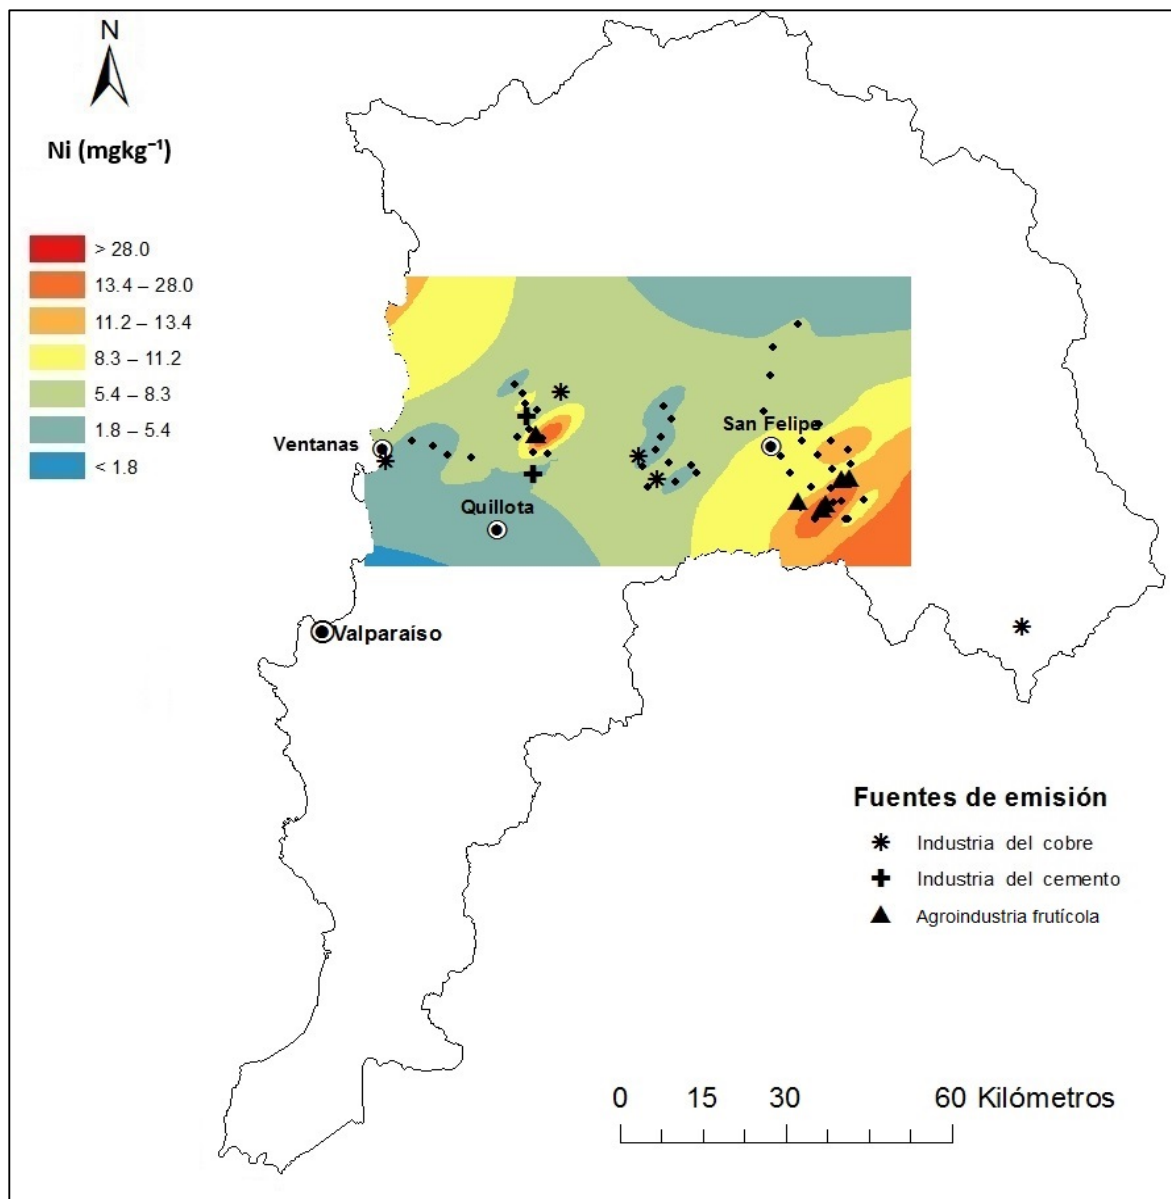 N
Ni (mgkg⁻¹)
> 28.0
13.4 – 28.0
11.2 – 13.4
8.3 – 11.2
5.4 – 8.3
1.8 – 5.4
< 1.8
San Felipe
Ventanas
Quillota
Valparaíso
Fuentes de emisión
Industria del cobre
Industria del cemento
Agroindustria frutícola
0 15 30 60 Kilómetros